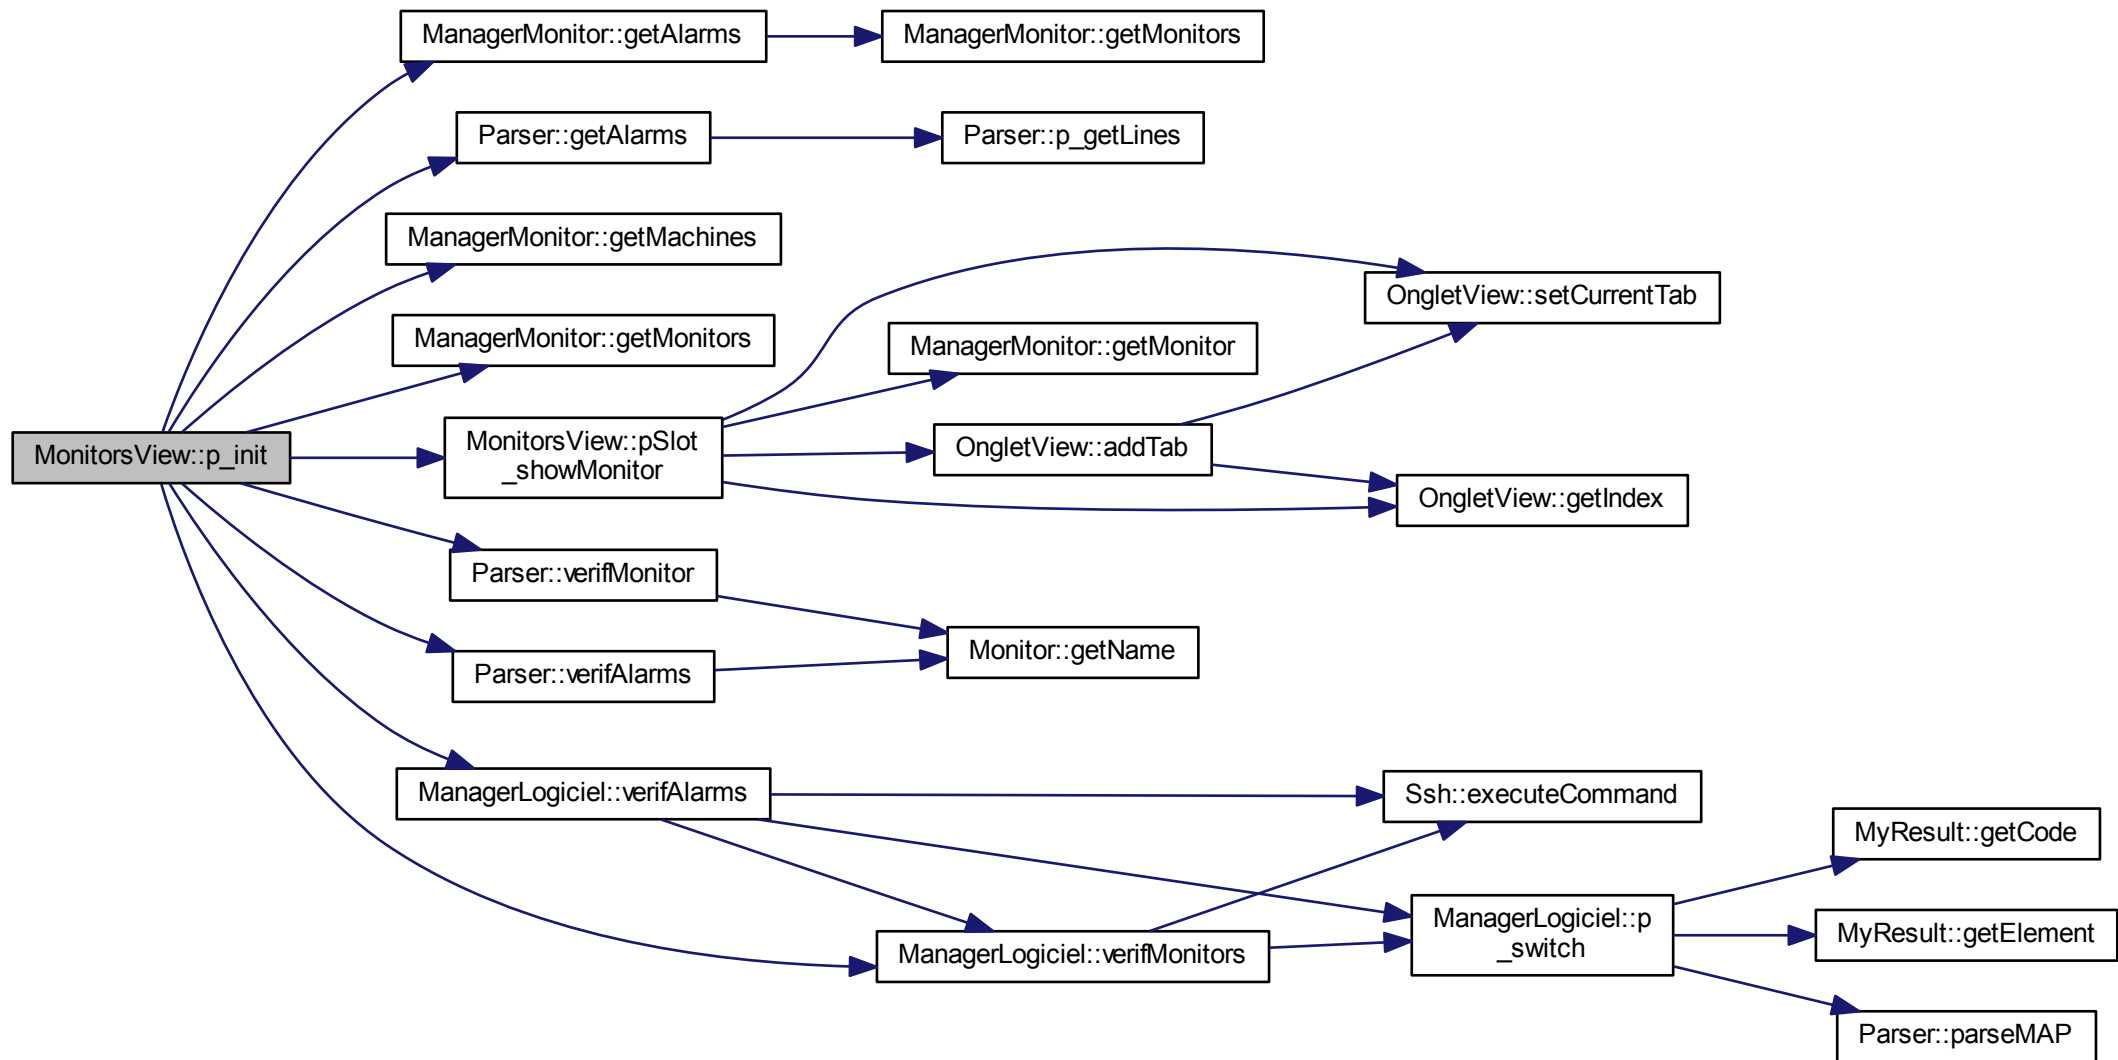 ManagerMonitor::getAlarms
ManagerMonitor::getMonitors
Parser::getAlarms
Parser::p_getLines
ManagerMonitor::getMachines
OngletView::setCurrentTab
ManagerMonitor::getMonitors
ManagerMonitor::getMonitor
MonitorsView::p_init
MonitorsView::pSlot
_showMonitor
OngletView::addTab
OngletView::getIndex
Parser::verifMonitor
Monitor::getName
Parser::verifAlarms
ManagerLogiciel::verifAlarms
Ssh::executeCommand
MyResult::getCode
ManagerLogiciel::verifMonitors
ManagerLogiciel::p
_switch
MyResult::getElement
Parser::parseMAP